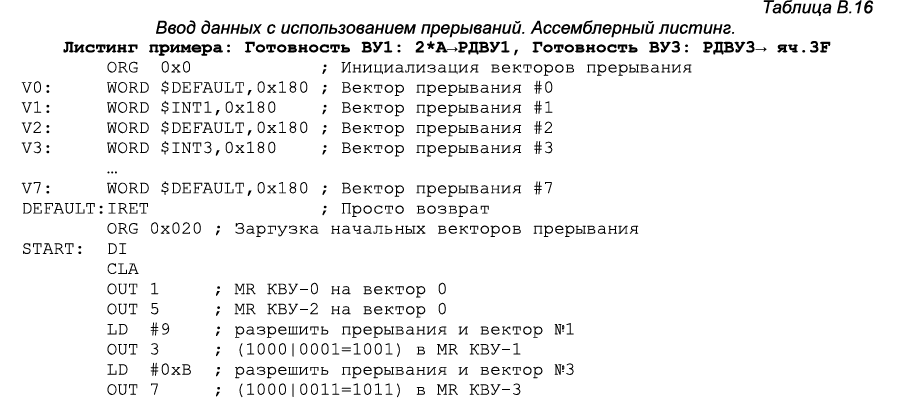 Таблица В.16
Ввод данных с использованием прерываний. Ассемблерный листинг.
Листинг примера: Готовность ВУ1: 2*A→РДВУ1, Готовность ВУ3: РДВУ3→ яч.3F
ORG 0x0 ; Инициализация векторов прерывания
V0: WORD $DEFAULT,0x180 ; Вектор прерывания #0
V1: WORD $INT1,0x180 ; Вектор прерывания #1
V2: WORD $DEFAULT,0x180 ; Вектор прерывания #2
V3: WORD $INT3,0x180 ; Вектор прерывания #3
…
V7: WORD $DEFAULT,0x180 ; Вектор прерывания #7
DEFAULT:IRET ; Просто возврат
ORG 0x020 ; Заргузка начальных векторов прерывания
START: DI
CLA
OUT 1 ; MR КВУ-0 на вектор 0
OUT 5 ; MR КВУ-2 на вектор 0
LD #9 ; разрешить прерывания и вектор №1
OUT 3 ; (1000|0001=1001) в MR КВУ-1
LD #0xB ; разрешить прерывания и вектор №3
OUT 7 ; (1000|0011=1011) в MR КВУ-3